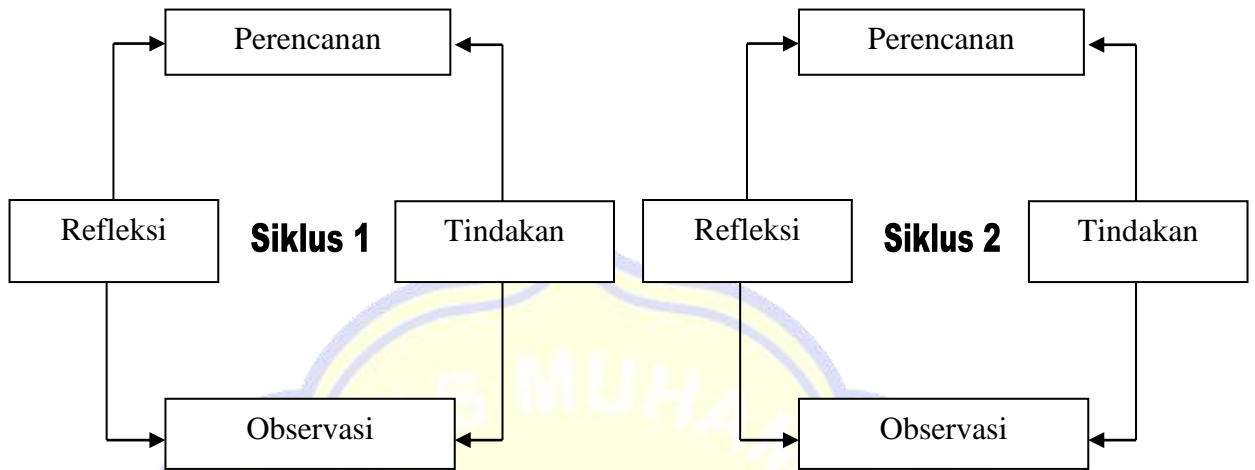 Perencanan
Perencanan
Refleksi
Siklus 1
Tindakan
Refleksi
Siklus 2
Tindakan
Observasi
Observasi